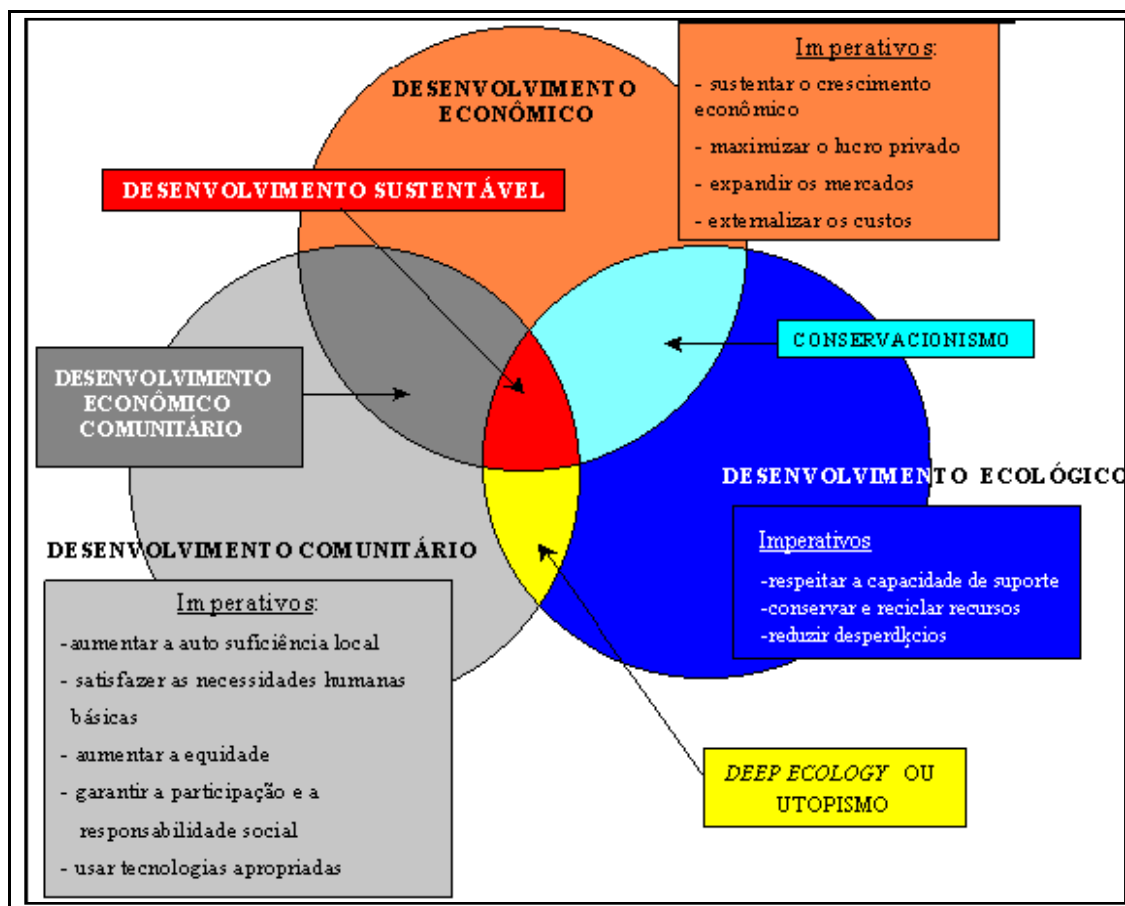 DESENVOLVIMENTO
ECONÔMICO
Imperativos:
- sustentar o crescimento
econômico
- maximizar o lucro privado
- expandir os mercados
- externalizar os custos
DESENVOLVIMENTO SUSTENTÁVEL
CONSERVACIONISMO
DESENVOLVIMENTO
ECONÔMICO
COMUNITÁRIO
DESENVOLVIMENTO ECOLÓGICO
Imperativos
-respeitar a capacidade de suporte
-conservar e reciclar recursos
-reduzir desperdķcios
DESENVOLVIMENTO COMUNITÁRIO
Imperativos:
-aumentar a auto suficiência local
- satisfazer as necessidades humanas
básicas
- aumentar a equidade
- garantir a participação e a
responsabilidade social
- usar tecnologias apropriadas
DEEP ECOLOGY OU
UTOPISMO